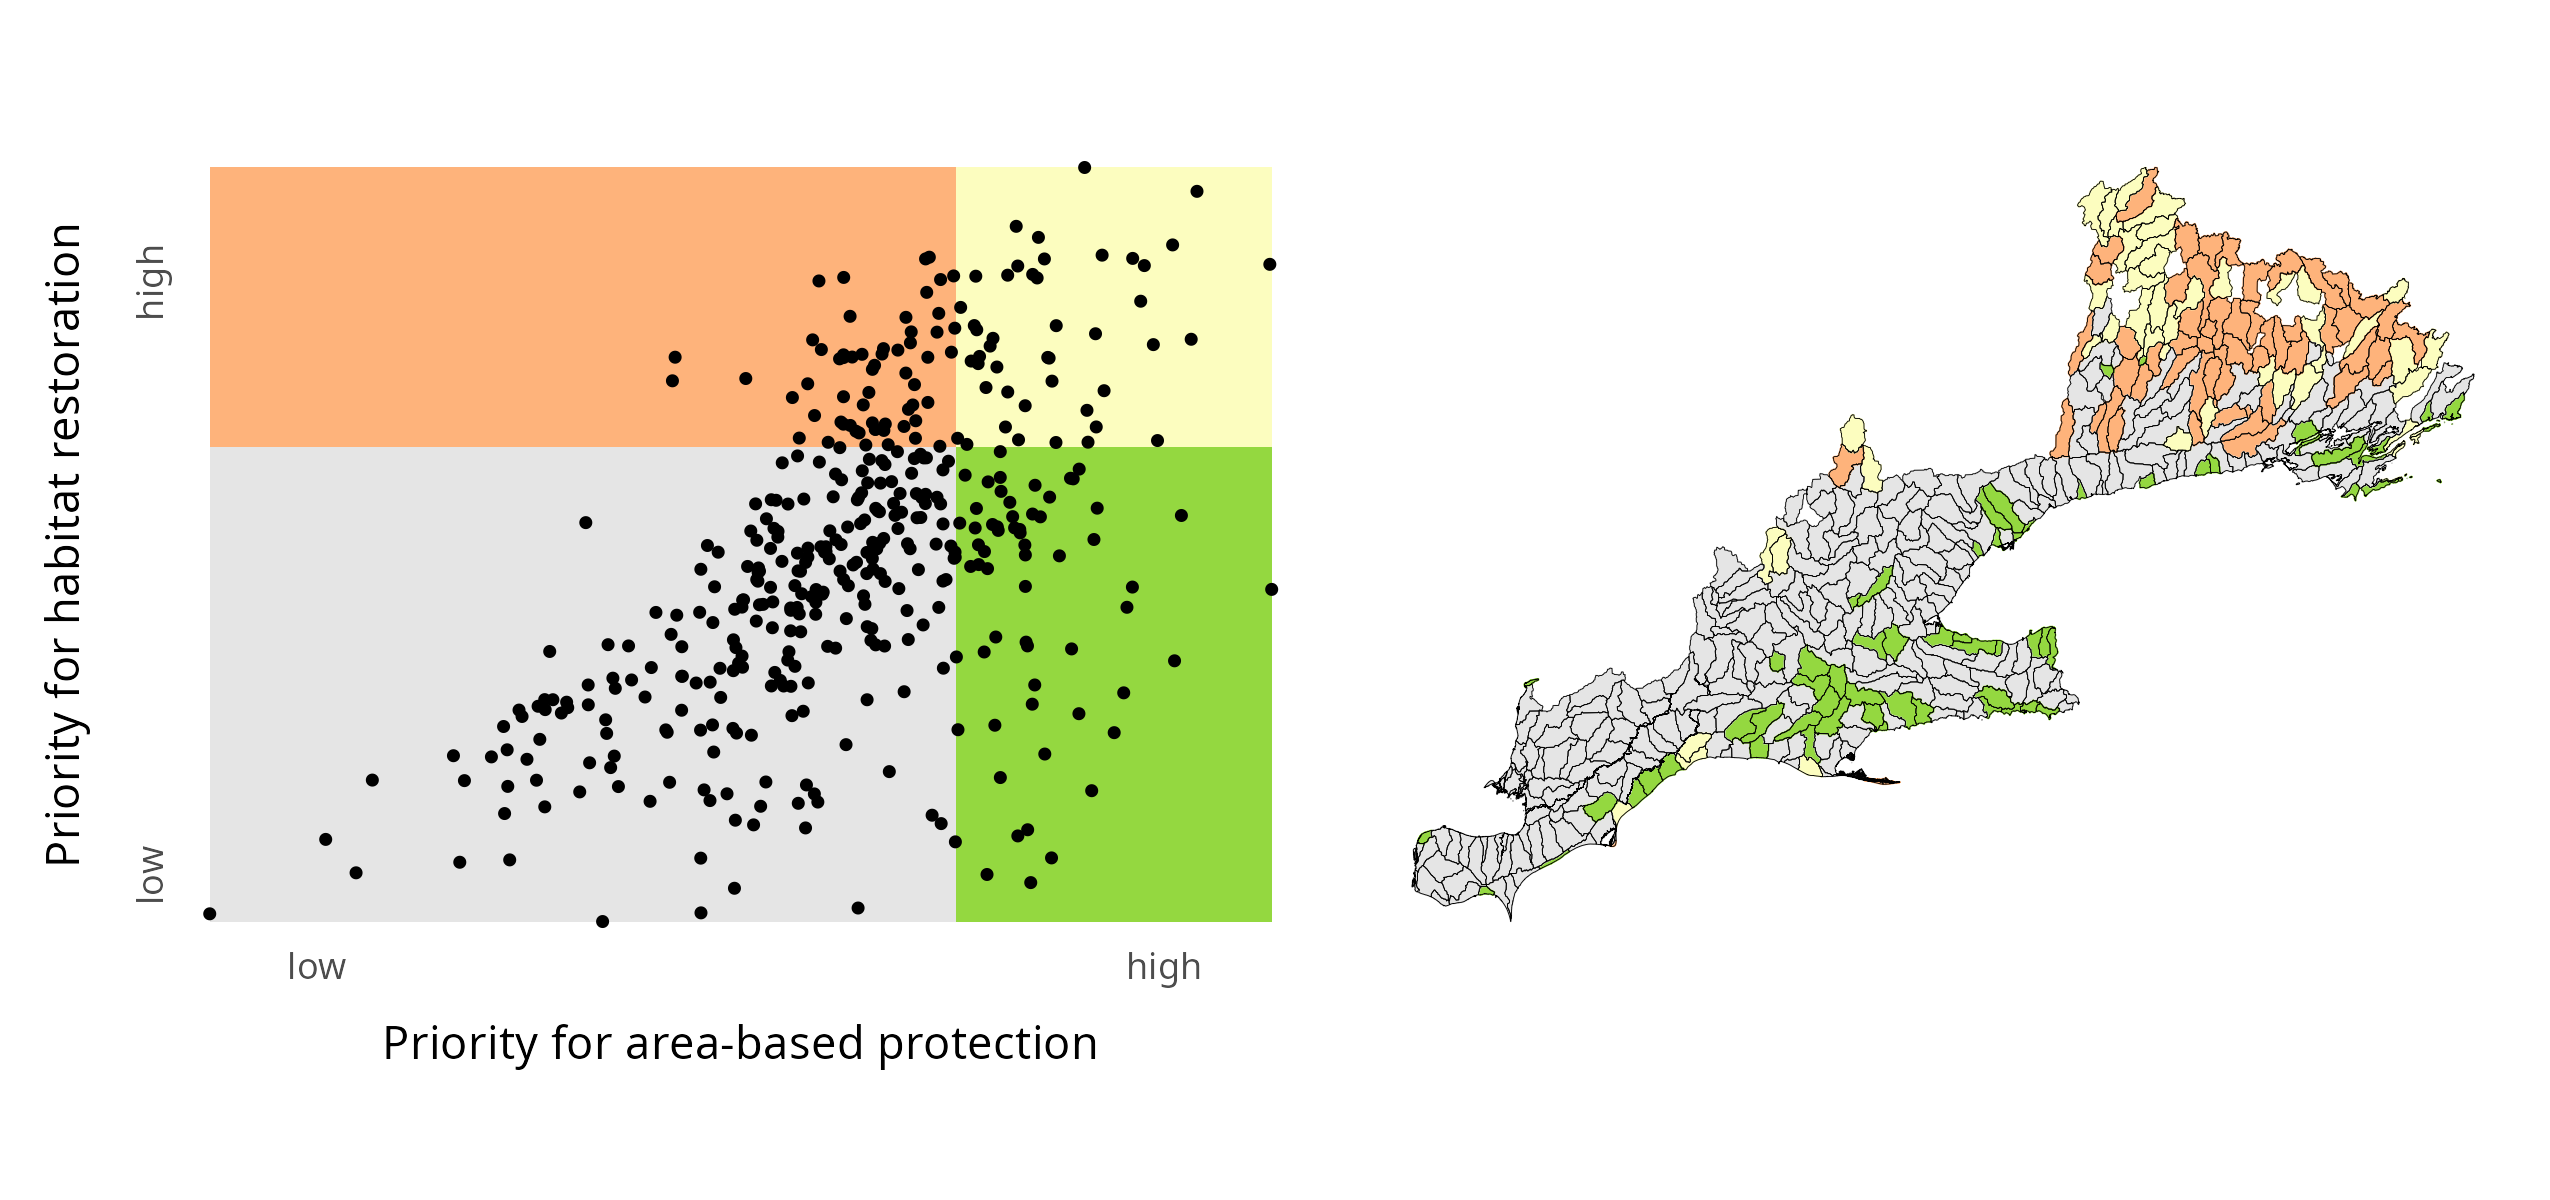 Priority for habitat restoration
high
low
low
high
Priority for area-based protection